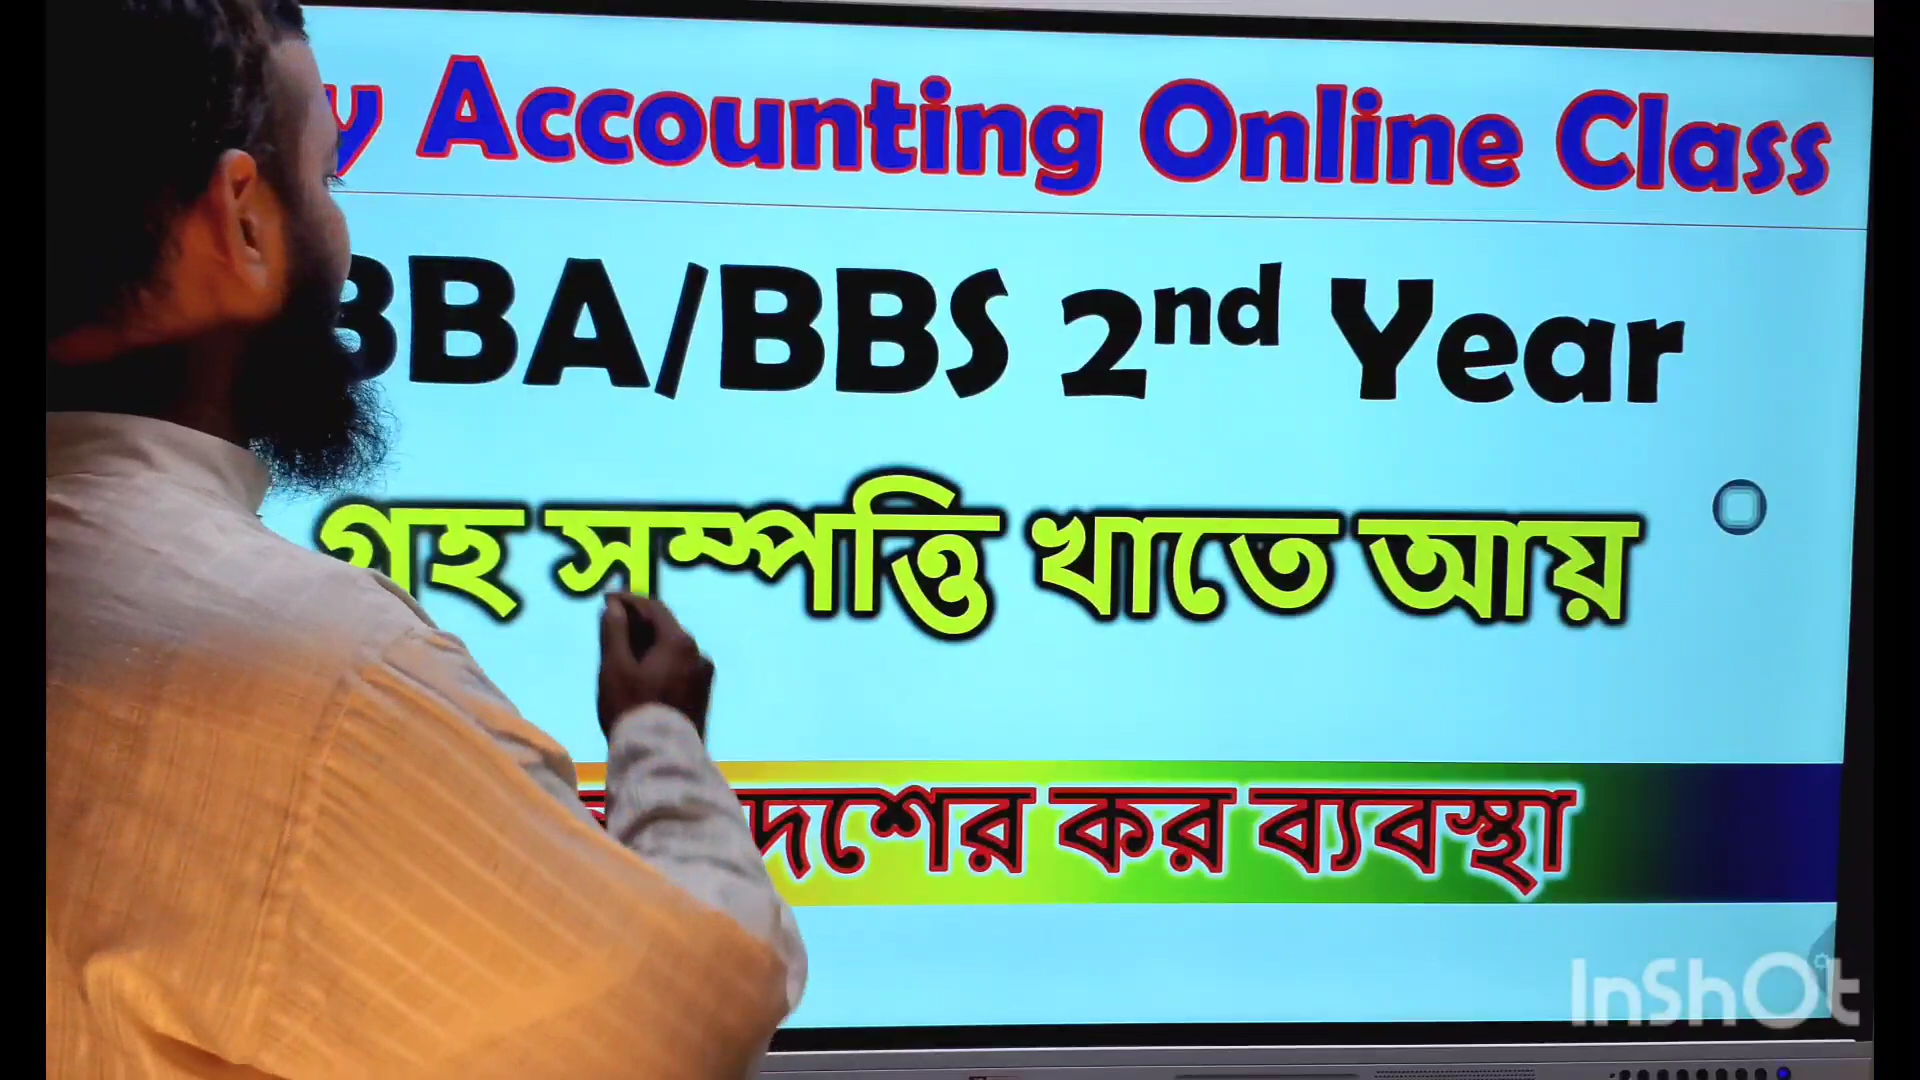 Accounting Online Class
BBA/BBS 2nd Year
গৃহ সম্পত্তি খাতে আয়
কর ব্যবস্থা
InShOt